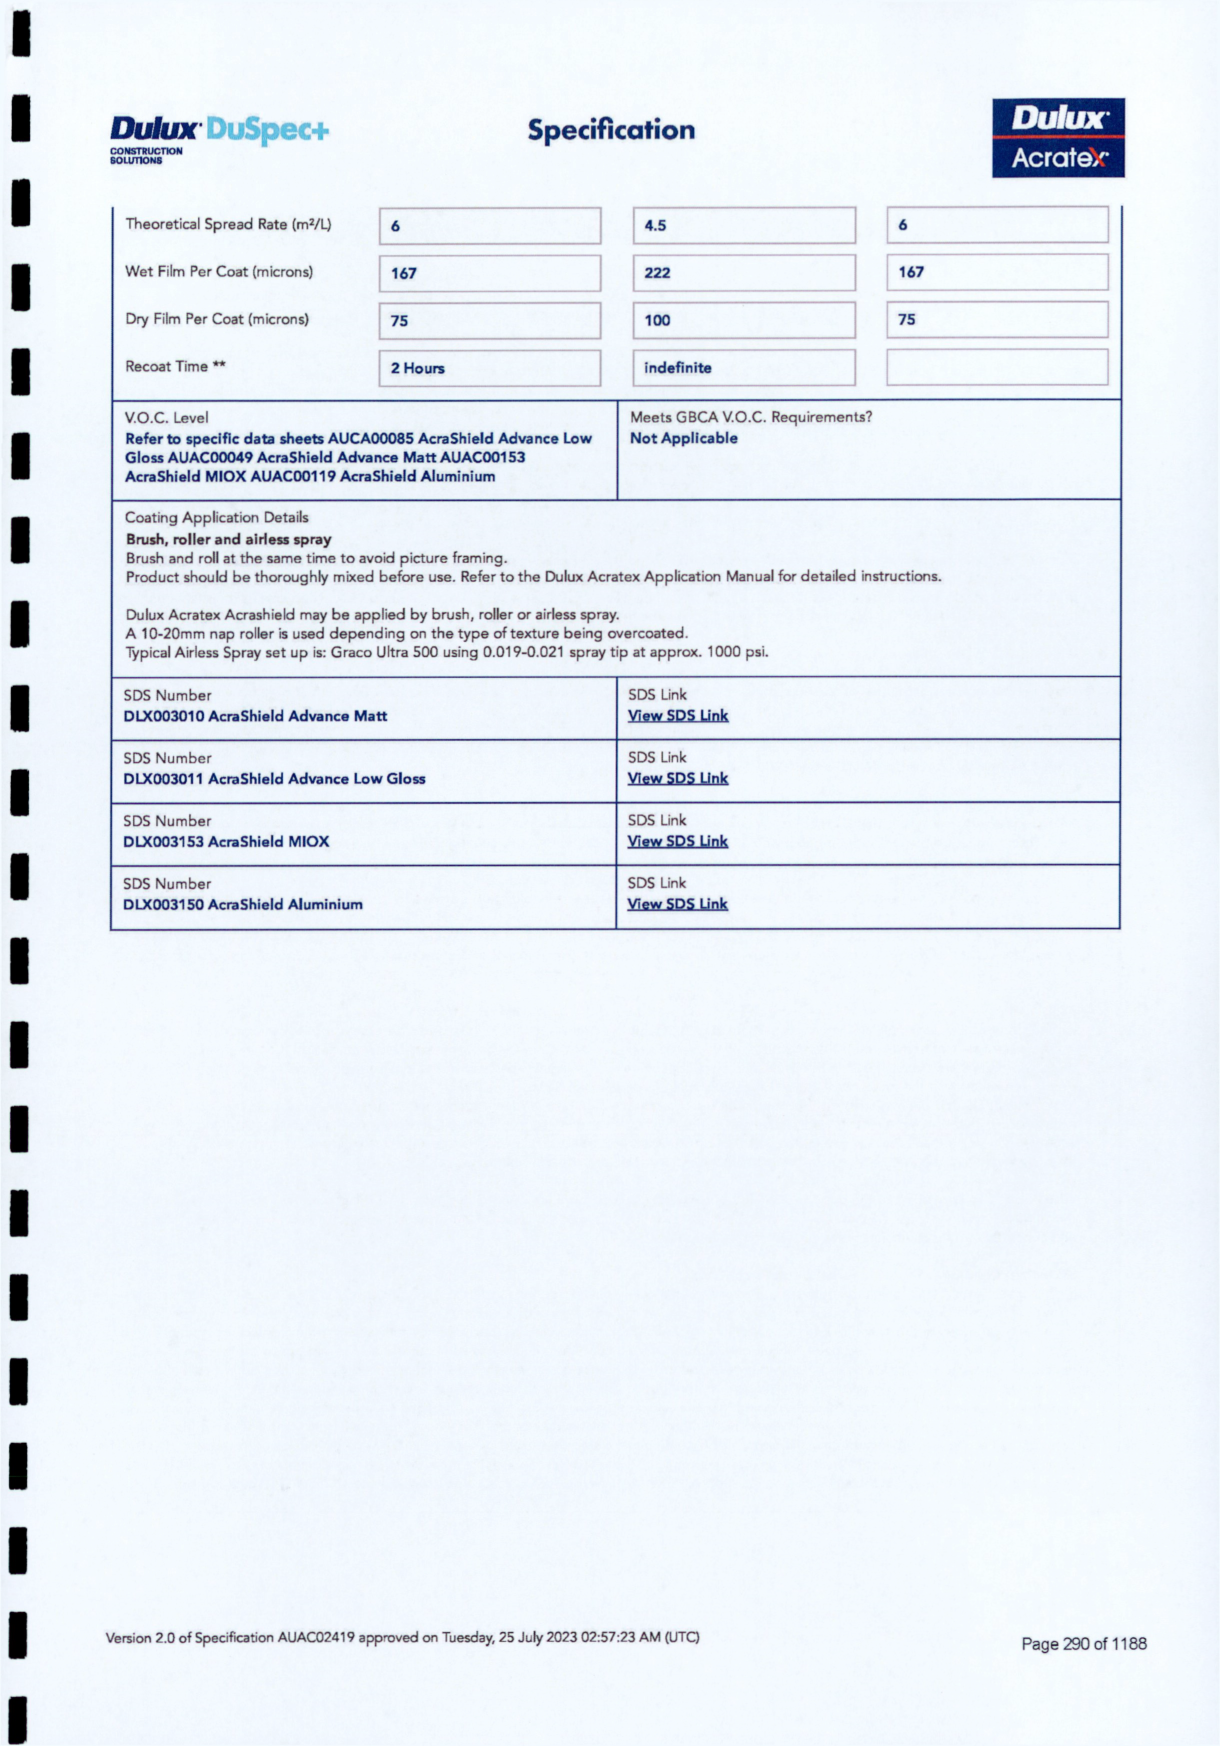 Dulux DuSpec+
CONSTRUCTION
SOLUTIONS
Specification
Dulux
Acratex
Theoretical Spread Rate (m²/L) 6 4.5 6
Wet Film Per Coat (microns) 167 222 167
Dry Film Per Coat (microns) 75 100 75
Recoat Time ** 2 Hours indefinite
V.O.C. Level
Refer to specific data sheets AUCA00085 AcraShield Advance Low
Gloss AUAC00049 AcraShield Advance Matt AUAC00153
AcraShield MIOX AUAC00119 AcraShield Aluminium
Meets GBCA V.O.C. Requirements?
Not Applicable
Coating Application Details
Brush, roller and airless spray
Brush and roll at the same time to avoid picture framing.
Product should be thoroughly mixed before use. Refer to the Dulux Acratex Application Manual for detailed instructions.
Dulux Acratex Acrashield may be applied by brush, roller or airless spray.
A 10-20mm nap roller is used depending on the type of texture being overcoated.
Typical Airless Spray set up is: Graco Ultra 500 using 0.019-0.021 spray tip at approx. 1000 psi.
SDS Number
DLX003010 AcraShield Advance Matt
SDS Link
View SDS Link
SDS Number
DLX003011 AcraShield Advance Low Gloss
SDS Link
View SDS Link
SDS Number
DLX003153 AcraShield MIOX
SDS Link
View SDS Link
SDS Number
DLX003150 AcraShield Aluminium
SDS Link
View SDS Link
Version 2.0 of Specification AUAC02419 approved on Tuesday, 25 July 2023 02:57:23 AM (UTC)
Page 290 of 1188